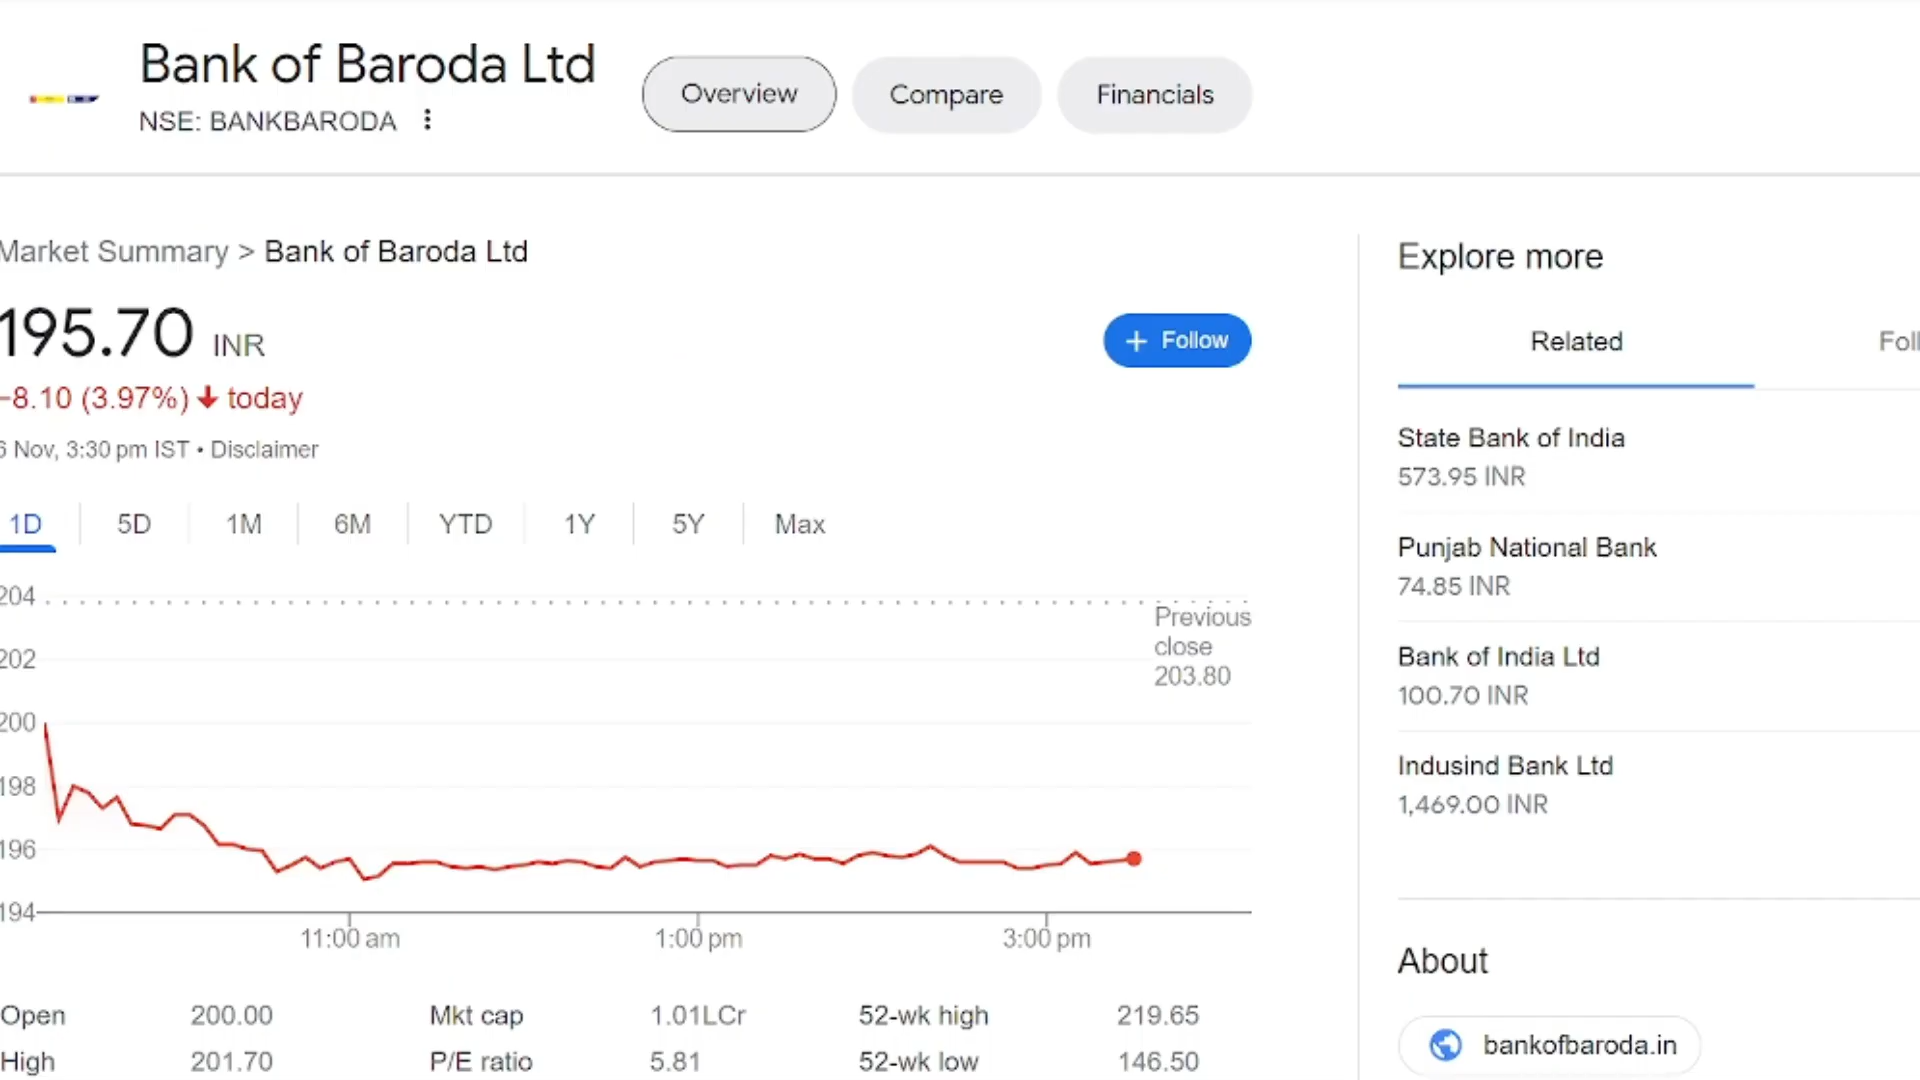 Bank of Baroda Ltd
NSE: BANKBARODA
Overview
Compare
Financials
Market Summary > Bank of Baroda Ltd
195.70 INR
−8.10 (3.97%) ↓ today
6 Nov, 3:30 pm IST • Disclaimer
+ Follow
1D 5D 1M 6M YTD 1Y 5Y Max
204
202
200
198
196
194
Previous
close
203.80
11:00 am 1:00 pm 3:00 pm
Open 200.00 Mkt cap 1.01LCr 52-wk high 219.65
High 201.70 P/E ratio 5.81 52-wk low 146.50
Explore more
Related
State Bank of India
573.95 INR
Punjab National Bank
74.85 INR
Bank of India Ltd
100.70 INR
Indusind Bank Ltd
1,469.00 INR
About
bankofbaroda.in